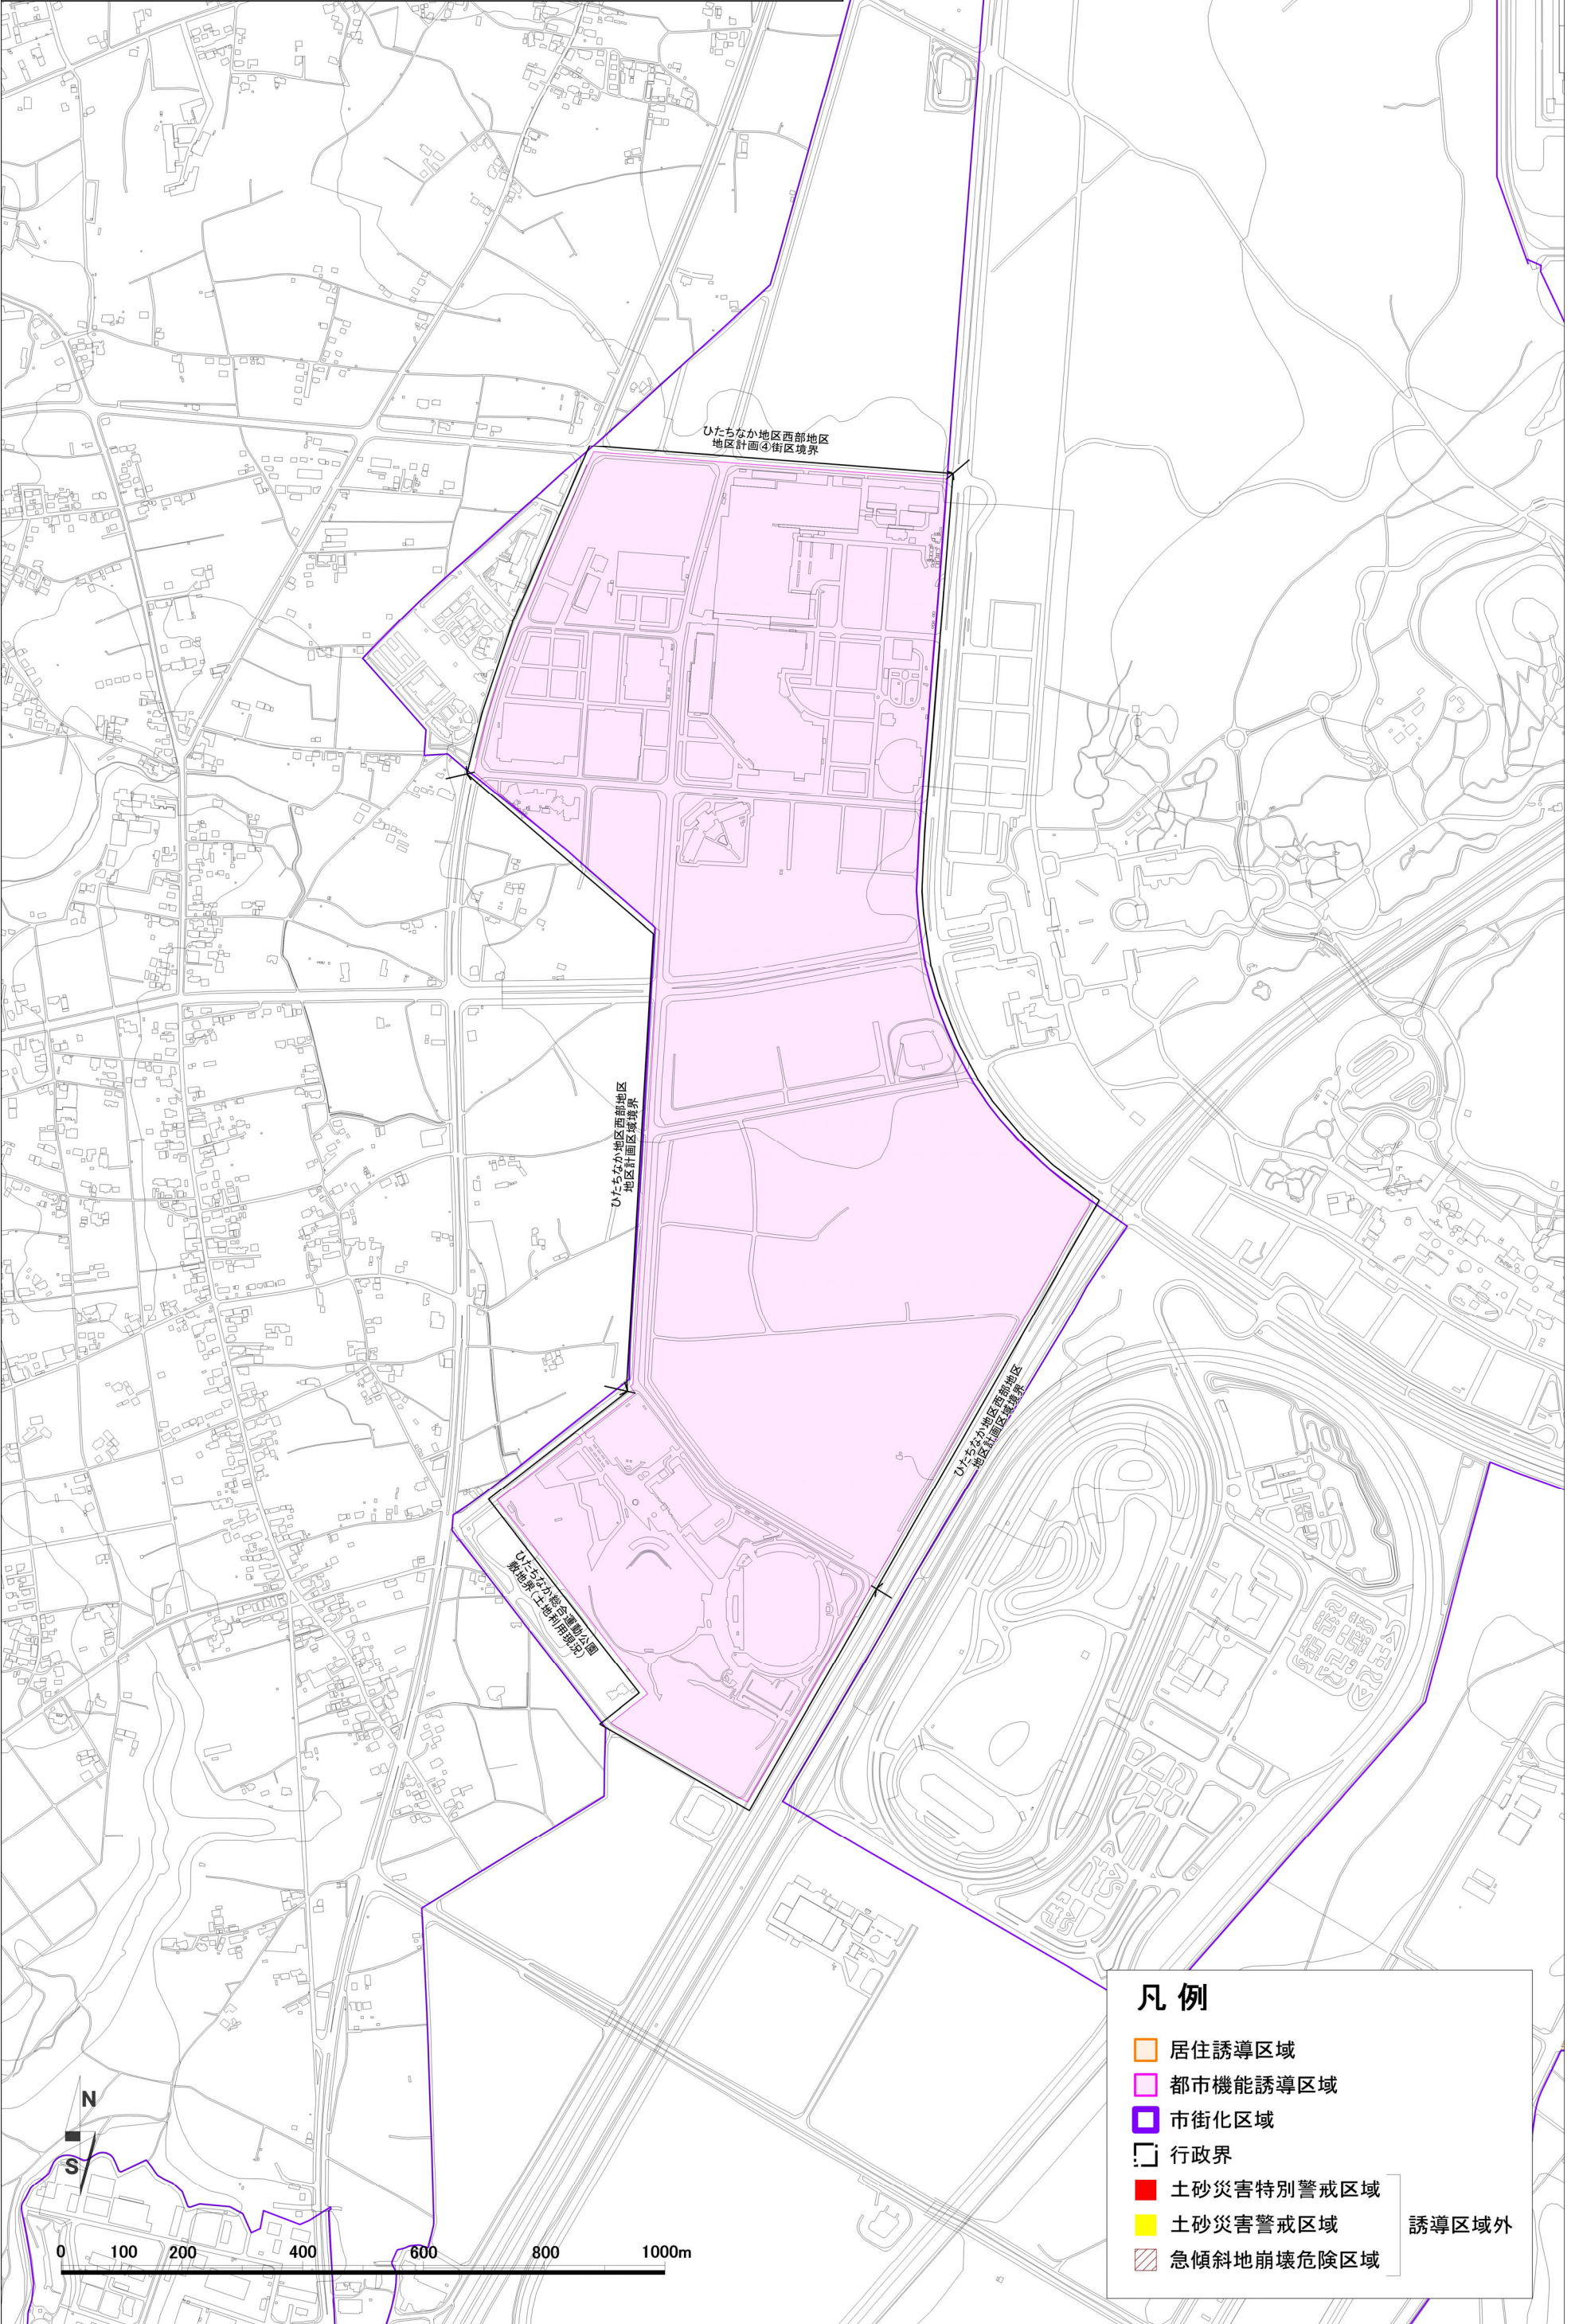 ひたちなか地区西部地区
地区計画④街区境界
ひたちなか地区西部地区
地区計画区域境界
ひたちなか地区西部地区
地区計画区域境界
ひたちなか総合運動公園
敷地界(土地利用現況)
凡 例
居住誘導区域
都市機能誘導区域
市街化区域
行政界
土砂災害特別警戒区域
土砂災害警戒区域
急傾斜地崩壊危険区域
誘導区域外
N
S
0 100 200 400 600 800 1000m